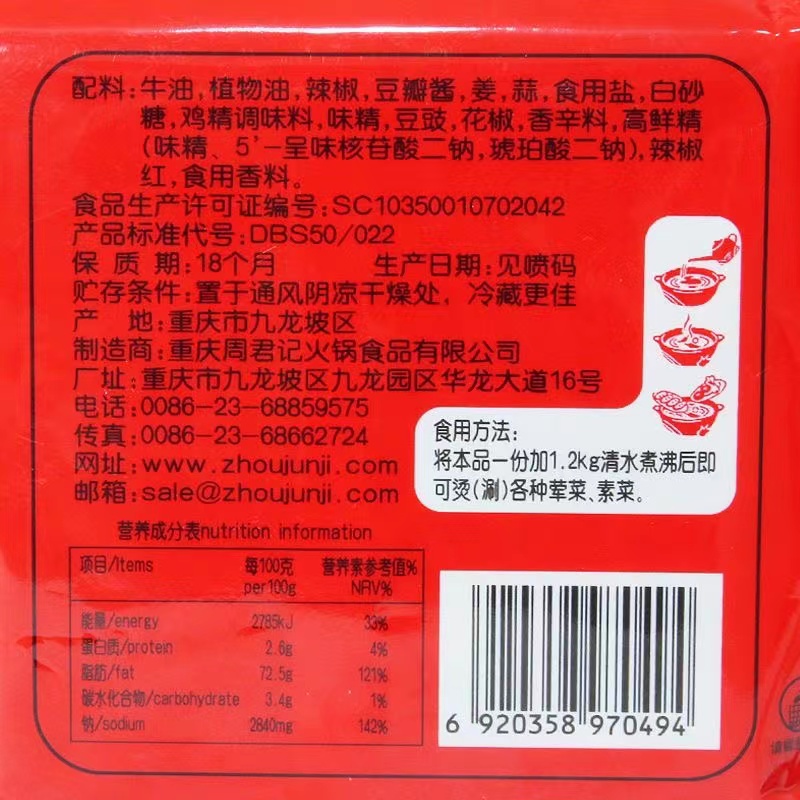 配料:牛油,植物油,辣椒,豆瓣酱,姜,蒜,食用盐,白砂
糖,鸡精调味料,味精,豆豉,花椒,香辛料,高鲜精
(味精、5'-呈味核苷酸二钠,琥珀酸二钠),辣椒
红,食用香料。
食品生产许可证编号:SC10350010702042
产品标准代号:DBS50/022
保 质 期:18个月 生产日期:见喷码
贮存条件:置于通风阴凉干燥处，冷藏更佳
产 地:重庆市九龙坡区
制造商:重庆周君记火锅食品有限公司
厂址:重庆市九龙坡区九龙园区华龙大道16号
电话:0086-23-68859575
传真:0086-23-68662724
网址:www.zhoujunji.com
邮箱:sale@zhoujunji.com
食用方法:
将本品一份加1.2kg清水煮沸后即
可烫(涮)各种荤菜、素菜。
营养成分表nutrition information
项目/Items 每100克 营养素参考值%
per100g NRV%
能量/energy 2785kJ 33%
蛋白质/protein 2.6g 4%
脂肪/fat 72.5g 121%
碳水化合物/carbohydrate 3.4g 1%
钠/sodium 2840mg 142%
6 920358 970494